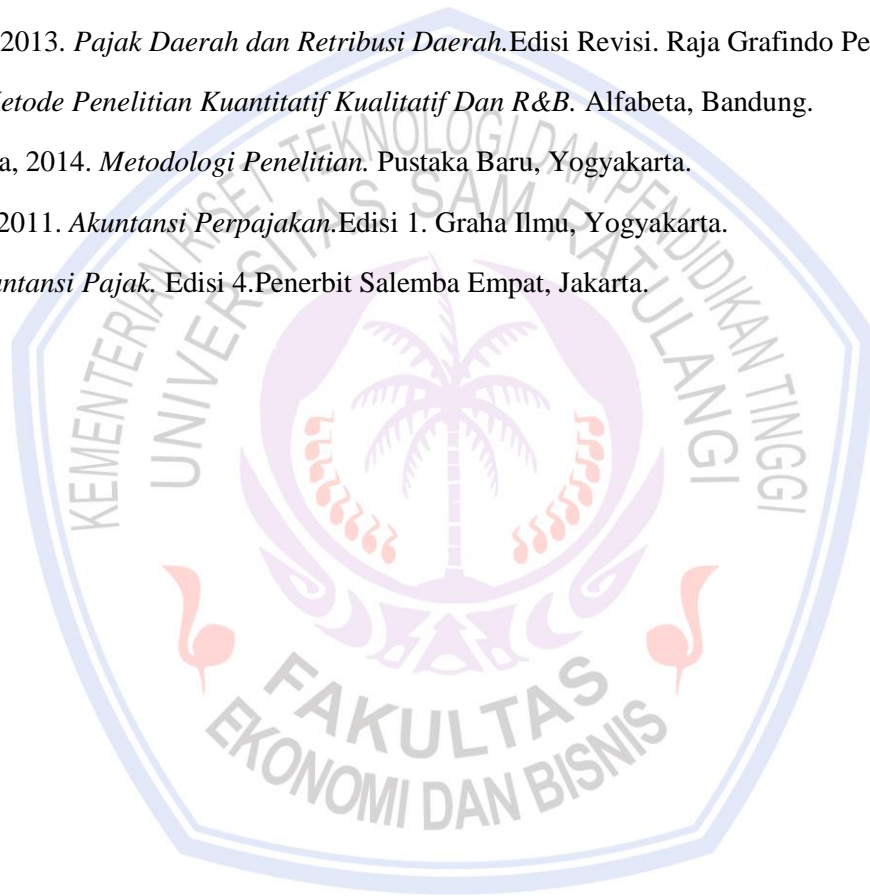 2013. Pajak Daerah dan Retribusi Daerah.Edisi Revisi. Raja Grafindo Pe
etode Penelitian Kuantitatif Kualitatif Dan R&B. Alfabeta, Bandung.
a, 2014. Metodologi Penelitian. Pustaka Baru, Yogyakarta.
2011. Akuntansi Perpajakan.Edisi 1. Graha Ilmu, Yogyakarta.
ntansi Pajak. Edisi 4.Penerbit Salemba Empat, Jakarta.
KEMENTERIAN RISET TEKNOLOGI DAN PENDIDIKAN TINGGI
UNIVERSITAS SAM RATULANGI
FAKULTAS
EKONOMI DAN BISNIS